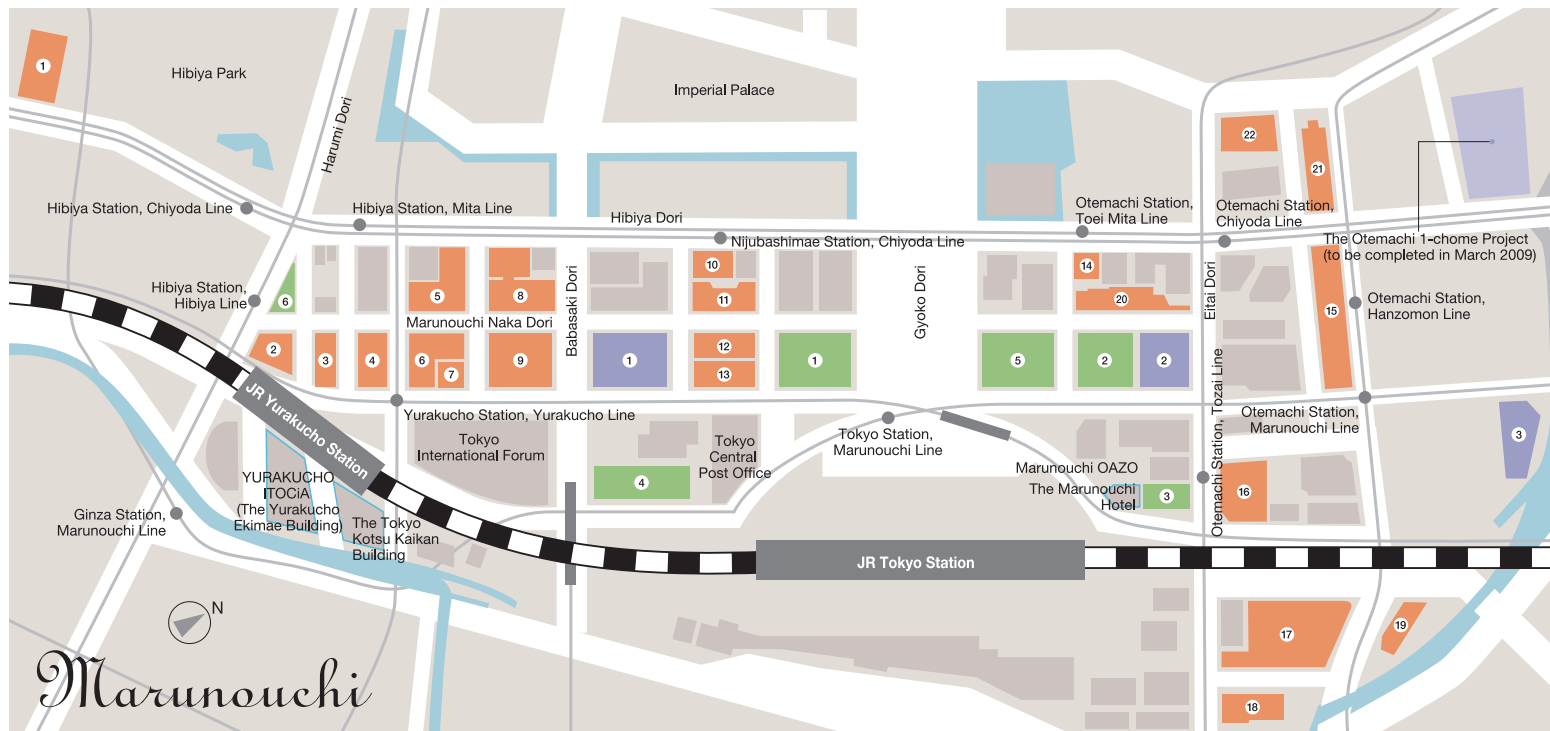 1
Hibiya Park
Harumi Dori
Imperial Palace
22
21
Hibiya Station, Chiyoda Line
Hibiya Station, Mita Line
Hibiya Dori
Nijubashimae Station, Chiyoda Line
Otemachi Station,
Toei Mita Line
Otemachi Station,
Chiyoda Line
The Otemachi 1-chome Project
(to be completed in March 2009)
Hibiya Station,
Hibiya Line
6
5
8
Babasaki Dori
10
11
Gyoko Dori
14
20
Eitai Dori
15
Otemachi Station,
Hanzomon Line
Marunouchi Naka Dori
2
3
4
6
7
9
1
12
13
1
5
2
2
JR Yurakucho Station
Yurakucho Station, Yurakucho Line
Tokyo
International Forum
Tokyo
Central
Post Office
4
Tokyo Station,
Marunouchi Line
Marunouchi OAZO
The Marunouchi
Hotel
3
Otemachi Station, Tozai Line
16
Otemachi Station,
Marunouchi Line
3
YURAKUCHO
ITOCiA
(The Yurakucho
Ekimae Building)
Ginza Station,
Marunouchi Line
The Tokyo
Kotsu Kaikan
Building
JR Tokyo Station
N
Marunouchi
17
19
18